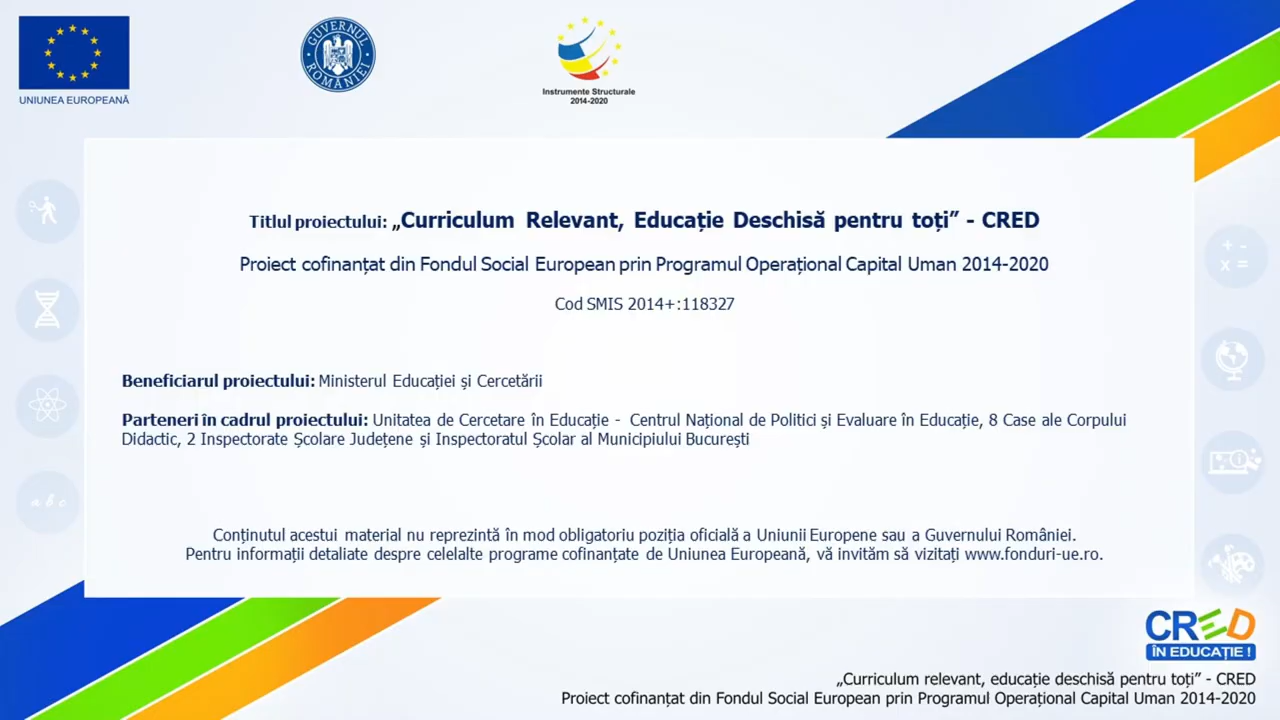 UNIUNEA EUROPEANĂ
GUVERNUL ROMÂNIEI
Instrumente Structurale
2014-2020
Titlul proiectului: „Curriculum Relevant, Educație Deschisă pentru toți” - CRED
Proiect cofinanțat din Fondul Social European prin Programul Operațional Capital Uman 2014-2020
Cod SMIS 2014+:118327
Beneficiarul proiectului: Ministerul Educației și Cercetării
Parteneri în cadrul proiectului: Unitatea de Cercetare în Educație - Centrul Național de Politici și Evaluare în Educație, 8 Case ale Corpului
Didactic, 2 Inspectorate Școlare Județene și Inspectoratul Școlar al Municipiului București
a b c
Conținutul acestui material nu reprezintă în mod obligatoriu poziția oficială a Uniunii Europene sau a Guvernului României.
Pentru informații detaliate despre celelalte programe cofinanțate de Uniunea Europeană, vă invităm să vizitați www.fonduri-ue.ro.
+ -
x =
CRED
ÎN EDUCAȚIE !
„Curriculum relevant, educație deschisă pentru toți” - CRED
Proiect cofinanțat din Fondul Social European prin Programul Operațional Capital Uman 2014-2020